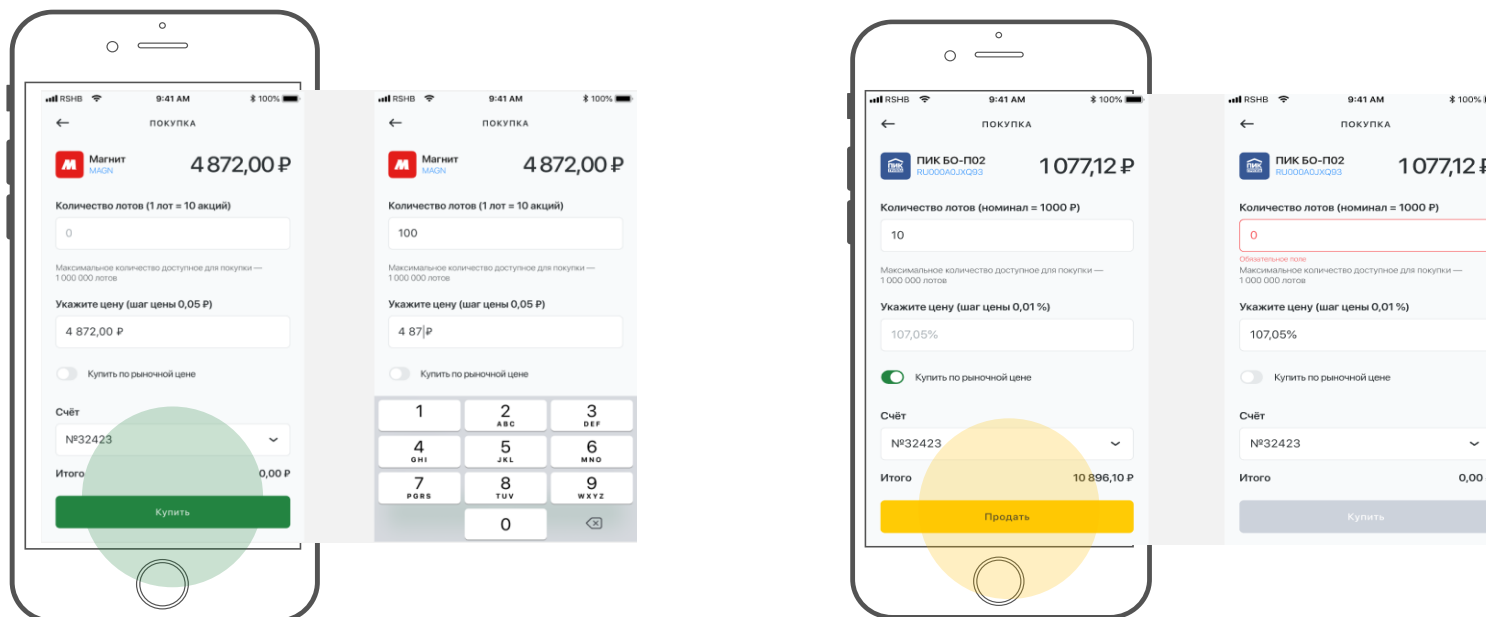 RSHB 9:41 AM 100%
ПОКУПКА
Магнит
MAGN
4 872,00 ₽
Количество лотов (1 лот = 10 акций)
0
Максимальное количество доступное для покупки —
1 000 000 лотов
Укажите цену (шаг цены 0,05 ₽)
4 872,00 ₽
Купить по рыночной цене
Счёт
№32423
Итого 0,00 ₽
Купить
RSHB 9:41 AM 100%
ПОКУПКА
Магнит
MAGN
4 872,00 ₽
Количество лотов (1 лот = 10 акций)
100
Максимальное количество доступное для покупки —
1 000 000 лотов
Укажите цену (шаг цены 0,05 ₽)
4 87|₽
Купить по рыночной цене
1 2 3
ABC DEF
4 5 6
GHI JKL MNO
7 8 9
PGRS TUV WXYZ
0
RSHB 9:41 AM 100%
ПОКУПКА
ПИК БО-П02
RU000A0JXQ93
1 077,12 ₽
Количество лотов (номинал = 1000 ₽)
10
Максимальное количество доступное для покупки —
1 000 000 лотов
Укажите цену (шаг цены 0,01 %)
107,05%
Купить по рыночной цене
Счёт
№32423
Итого 10 896,10 ₽
Продать
RSHB 9:41 AM 100%
ПОКУПКА
ПИК БО-П02
RU000A0JXQ93
1 077,12 ₽
Количество лотов (номинал = 1000 ₽)
0
Обязательное поле
Максимальное количество доступное для покупки —
1 000 000 лотов
Укажите цену (шаг цены 0,01 %)
107,05%
Купить по рыночной цене
Счёт
№32423
Итого 0,00
Купить